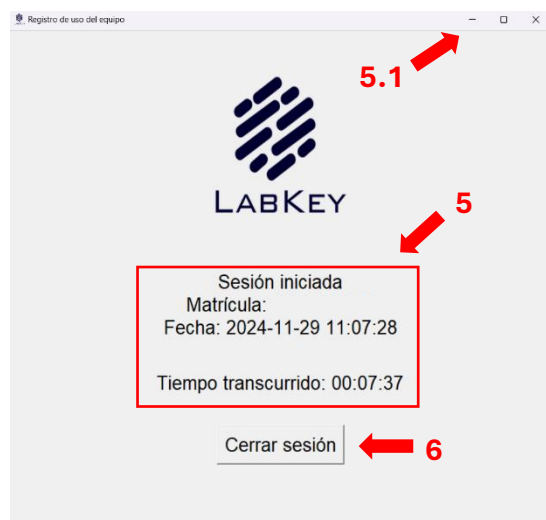 Registro de uso del equipo
5.1
LABKEY
5
Sesión iniciada
Matrícula:
Fecha: 2024-11-29 11:07:28
Tiempo transcurrido: 00:07:37
Cerrar sesión
6